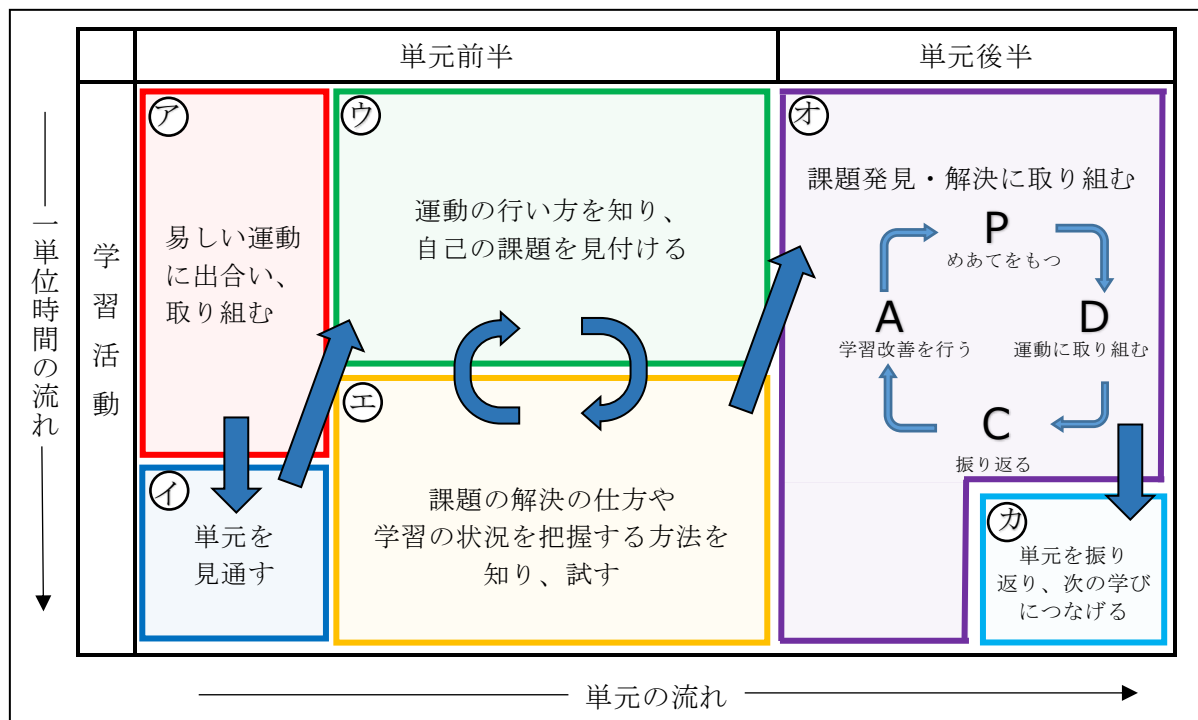 単元前半
単元後半
一単位時間の流れ
学習活動
ア
易しい運動
に出合い、
取り組む
イ
単元を
見通す
ウ
運動の行い方を知り、
自己の課題を見付ける
エ
課題の解決の仕方や
学習の状況を把握する方法を
知り、試す
オ
課題発見・解決に取り組む
P
めあてをもつ
D
運動に取り組む
C
振り返る
A
学習改善を行う
カ
単元を振り
返り、次の学び
につなげる
単元の流れ